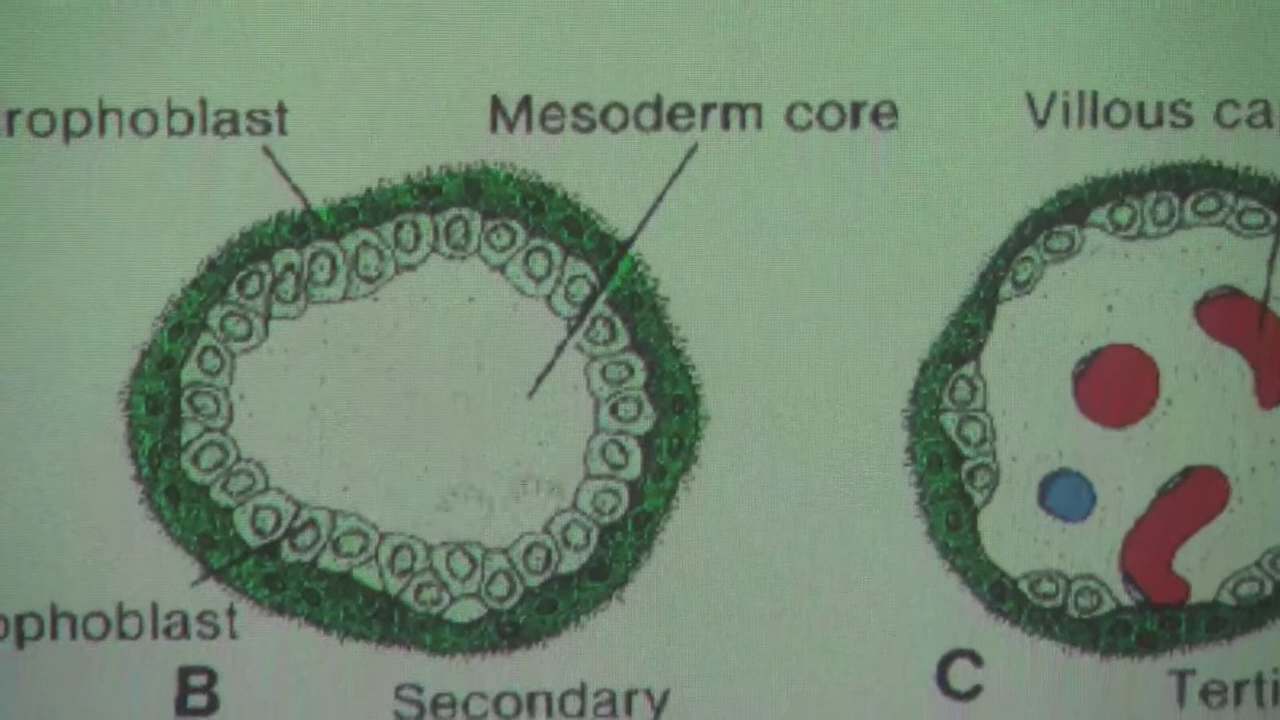 rophoblast
Mesoderm core
Villous ca
ophoblast
B
Secondary
C
Terti